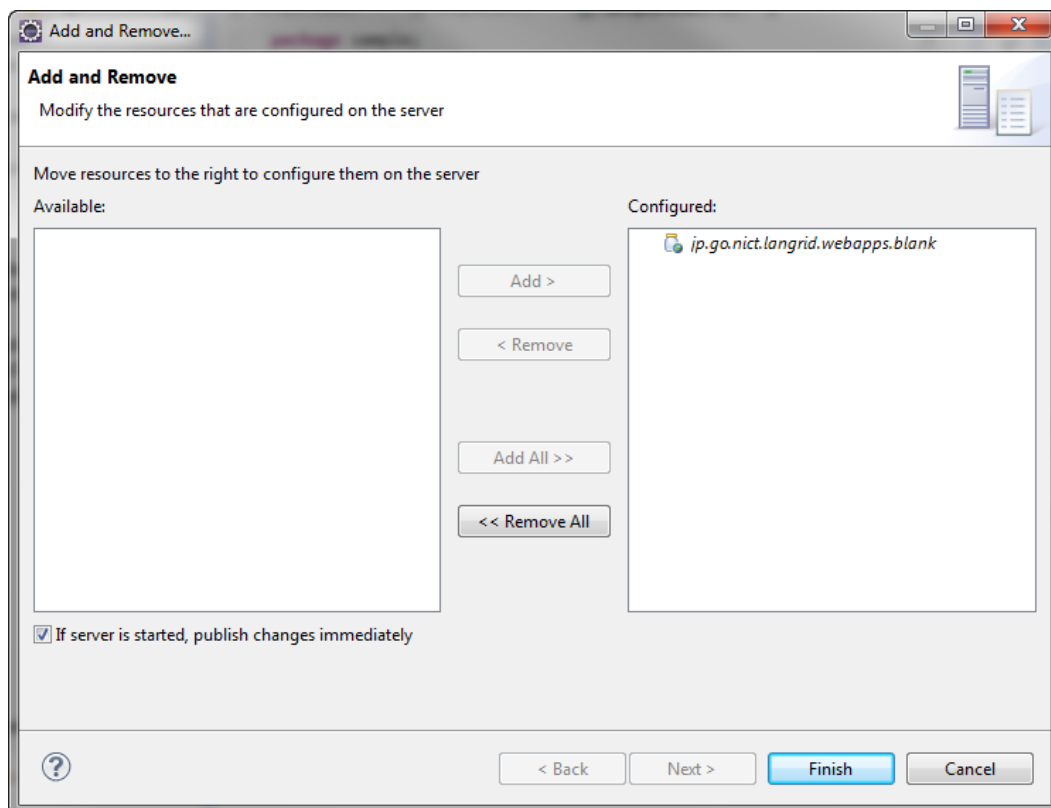 Add and Remove...
package sample;
Add and Remove
Modify the resources that are configured on the server
Move resources to the right to configure them on the server
Available:
Configured:
jp.go.nict.langrid.webapps.blank
Add >
< Remove
Add All >>
<< Remove All
If server is started, publish changes immediately
?
< Back
Next >
Finish
Cancel